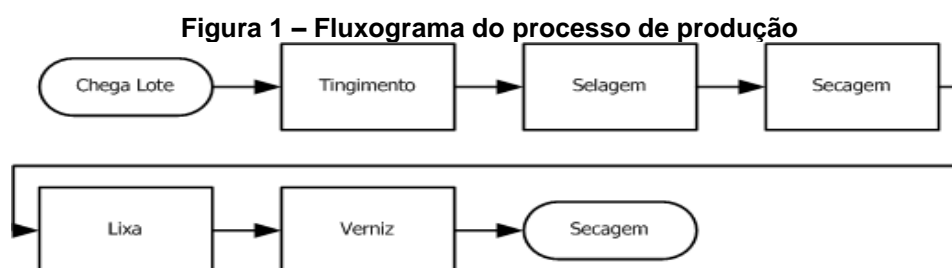 Figura 1 – Fluxograma do processo de produção
Chega Lote
Tingimento
Selagem
Secagem
Lixa
Verniz
Secagem